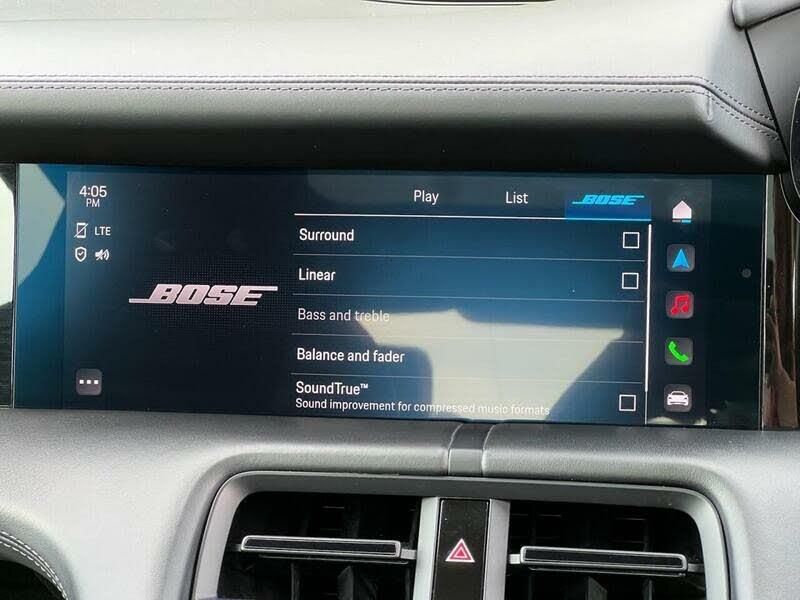 4:05
PM
LTE
Play
List
BOSE
BOSE
Surround
Linear
Bass and treble
Balance and fader
SoundTrue™
Sound improvement for compressed music formats